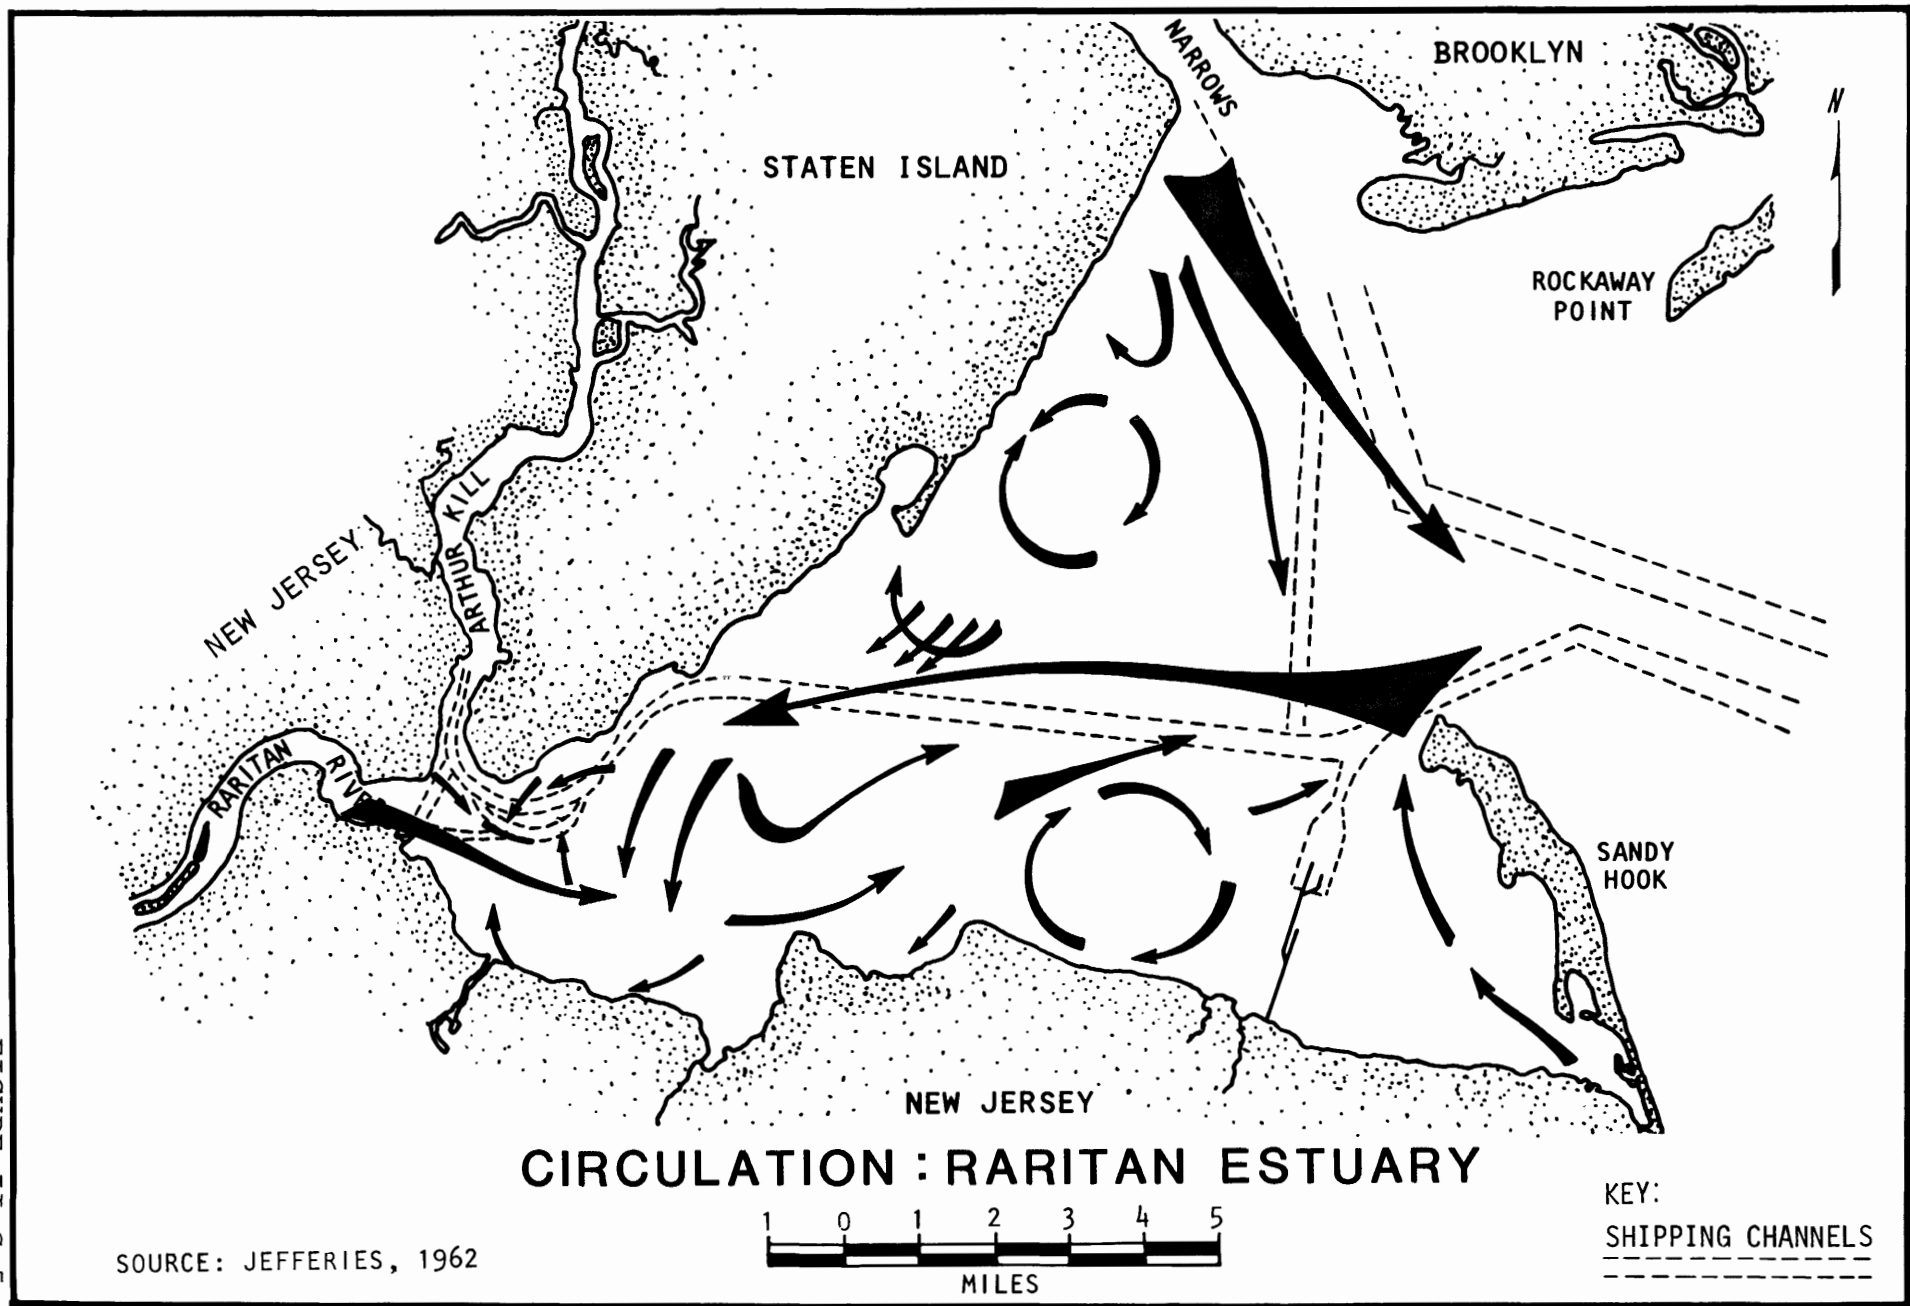 NARROWS
BROOKLYN
N
STATEN ISLAND
ROCKAWAY
POINT
ARTHUR KILL
NEW JERSEY
RARITAN
RIVER
SANDY
HOOK
NEW JERSEY
CIRCULATION : RARITAN ESTUARY
1 0 1 2 3 4 5
MILES
SOURCE: JEFFERIES, 1962
KEY:
SHIPPING CHANNELS